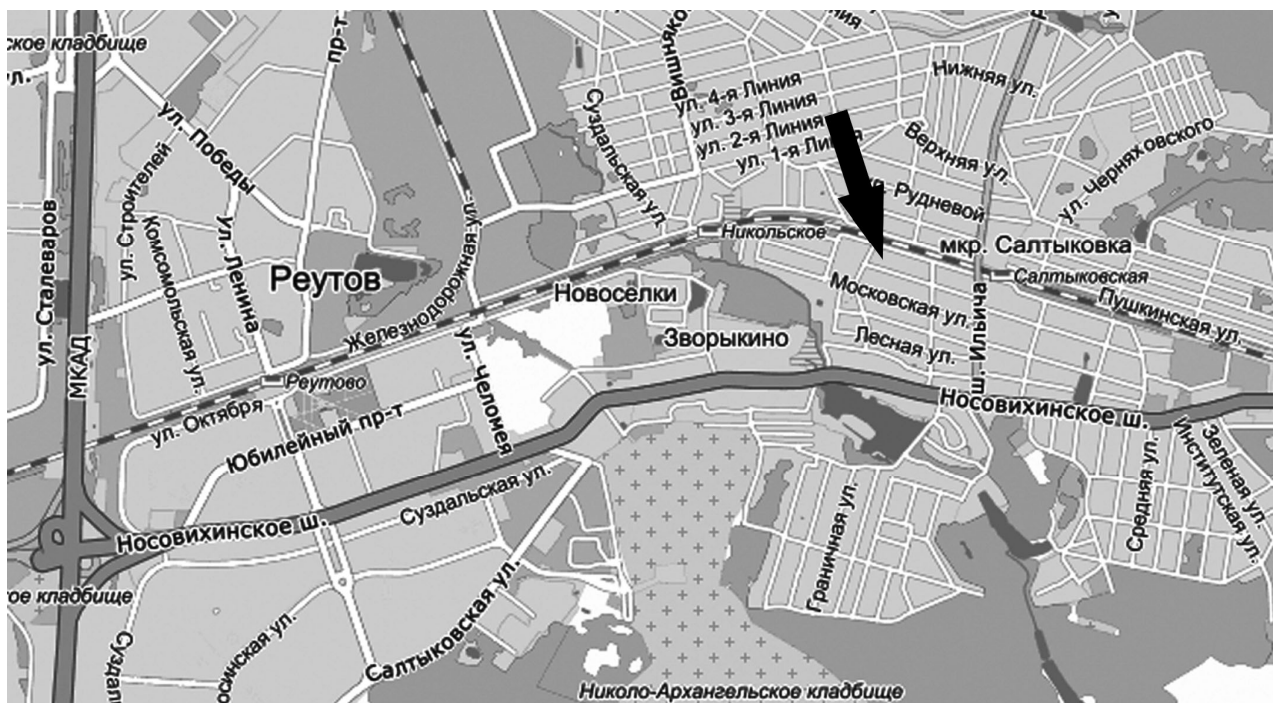 ское кладбище
ул.
пр-т
ул. Победы
ул. Строителей
Комсомольская ул.
ул. Ленина
ул. Сталеваров
МКАД
Реутов
Железнодорожная ул.
Реутово
ул. Октября
Юбилейный пр-т
ул. Челомея
Суздальская ул.
ул. 4-я Линия
ул. 3-я Линия
ул. 2-я Линия
ул. 1-я Линия
Нижняя ул.
Верхняя ул.
ул. Черняховского
Рудневой
Никольское
мкр. Салтыковка
Салтыковская
Пушкинская ул.
Новоселки
Зворыкино
Московская ул.
Лесная ул.
ш. Ильича
Носовихинское ш.
Зеленая ул.
Институтская ул.
Средняя ул.
Граничная ул.
Суздальская ул.
Носовихинское ш.
Салтыковская ул.
ое кладбище
осинская ул.
Николо-Архангельское кладбище